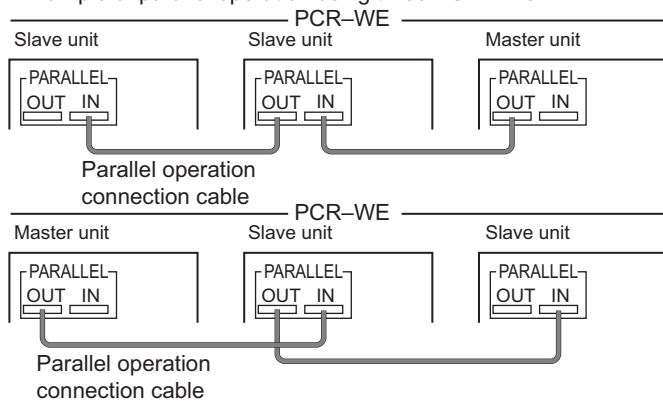 PCR–WE
Slave unit Slave unit Master unit
PARALLEL PARALLEL PARALLEL
OUT IN OUT IN OUT IN
Parallel operation
connection cable
PCR–WE
Master unit Slave unit Slave unit
PARALLEL PARALLEL PARALLEL
OUT IN OUT IN OUT IN
Parallel operation
connection cable